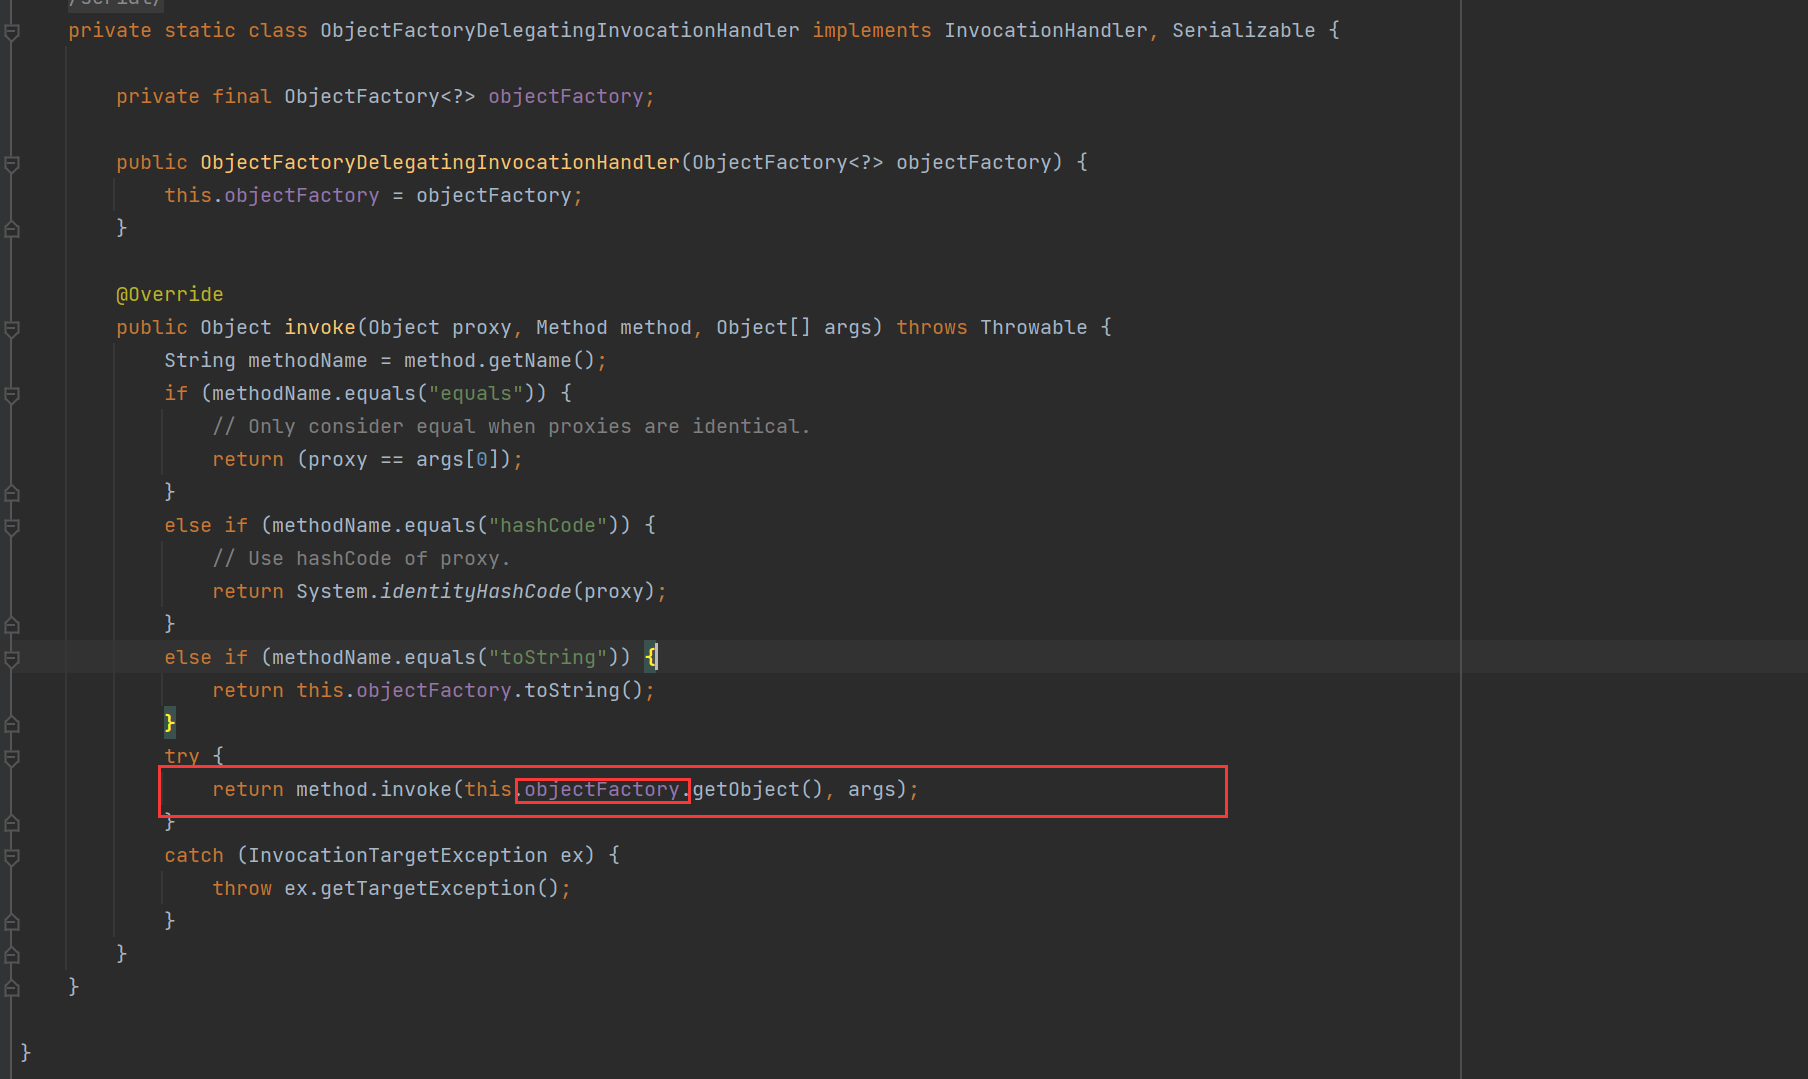 private static class ObjectFactoryDelegatingInvocationHandler implements InvocationHandler, Serializable {
private final ObjectFactory<?> objectFactory;
public ObjectFactoryDelegatingInvocationHandler(ObjectFactory<?> objectFactory) {
this.objectFactory = objectFactory;
}
@Override
public Object invoke(Object proxy, Method method, Object[] args) throws Throwable {
String methodName = method.getName();
if (methodName.equals("equals")) {
// Only consider equal when proxies are identical.
return (proxy == args[0]);
}
else if (methodName.equals("hashCode")) {
// Use hashCode of proxy.
return System.identityHashCode(proxy);
}
else if (methodName.equals("toString")) {
return this.objectFactory.toString();
}
try {
return method.invoke(this.objectFactory.getObject(), args);
}
catch (InvocationTargetException ex) {
throw ex.getTargetException();
}
}
}
}